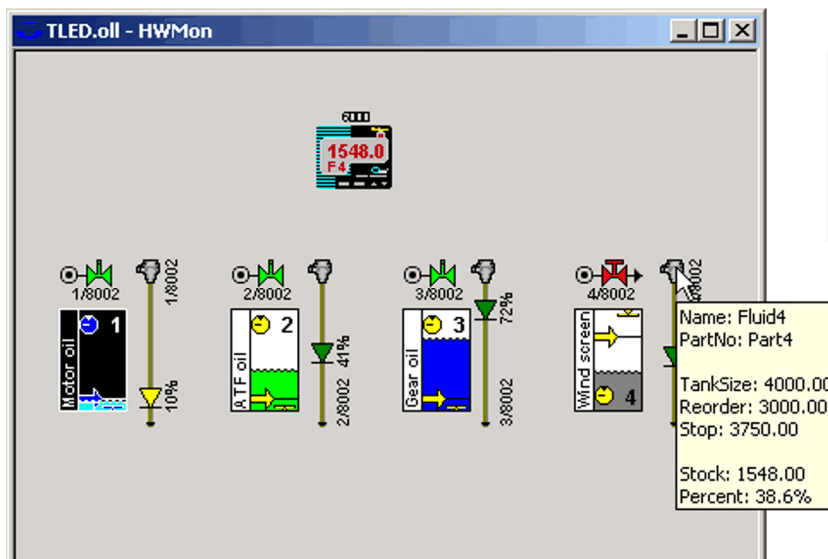 TLED.oll - HWMon
6000
1548.0
F4
1/8002
1/8002
Motor oil
1
10%
2/8002
ATF oil
2
41%
2/8002
3/8002
Gear oil
3
72%
3/8002
4/8002
Wind screen
4
Name: Fluid4
PartNo: Part4
TankSize: 4000.00
Reorder: 3000.00
Stop: 3750.00
Stock: 1548.00
Percent: 38.6%